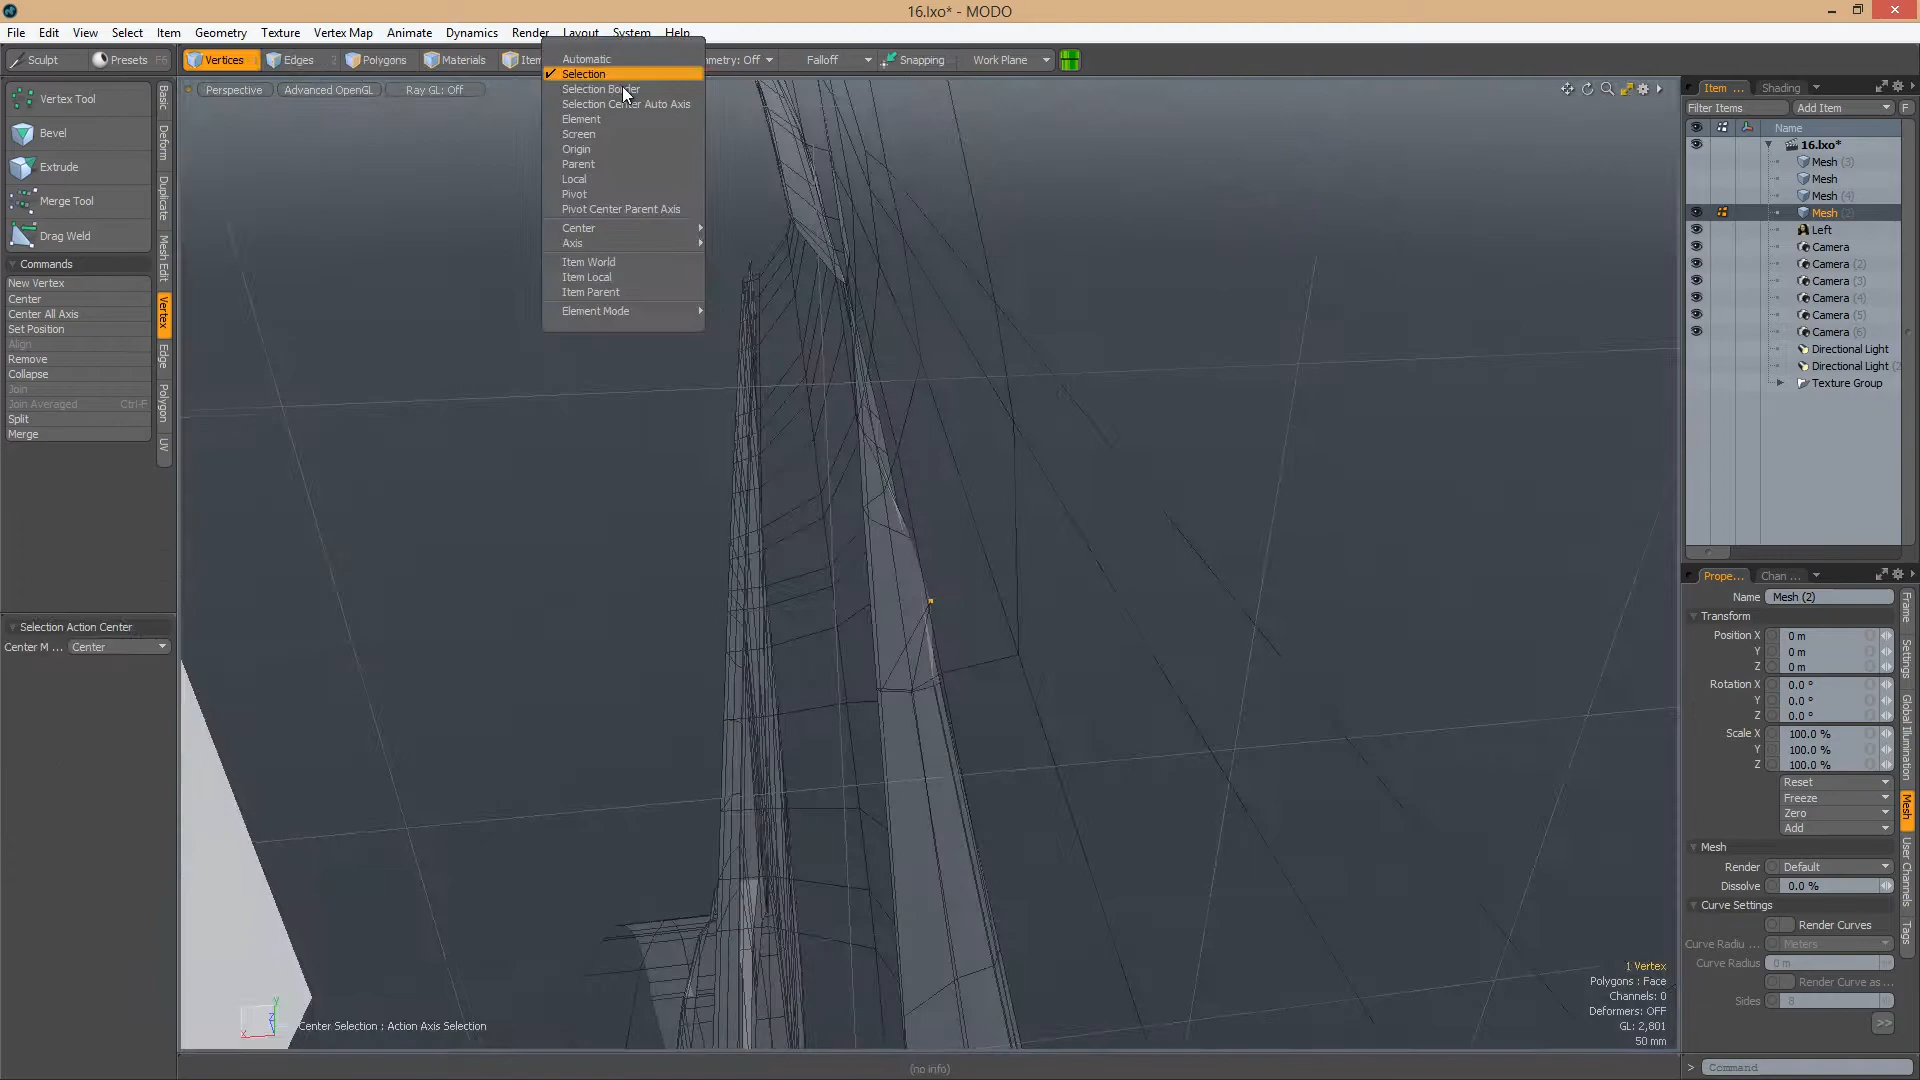 16.lxo* - MODO
File Edit View Select Item Geometry Texture Vertex Map Animate Dynamics Render Layout System Help
Sculpt Presets F6 Vertices Edges 2 Polygons Materials Falloff Snapping Work Plane
Perspective Advanced OpenGL Ray GL: Off
Vertex Tool
Bevel
Extrude
Merge Tool
Drag Weld
Commands
New Vertex
Center
Center All Axis
Set Position
Align
Remove
Collapse
Join
Join Averaged Ctrl-F
Split
Merge
Basic
Deform
Duplicate
Mesh Edit
Vertex
Edge
Polygon
UV
Selection Action Center
Center M ... Center
Automatic
Selection
Selection Border
Selection Center Auto Axis
Element
Screen
Origin
Parent
Local
Pivot
Pivot Center Parent Axis
Center
Axis
Item World
Item Local
Item Parent
Element Mode
Center Selection ; Action Axis Selection
1 Vertex
Polygons : Face
Channels: 0
Deformers: OFF
GL: 2,801
50 mm
(no info)
Item ... Shading
Filter Items Add Item F
Name
16.lxo*
Mesh (3)
Mesh
Mesh (4)
Mesh (2)
Left
Camera
Camera (2)
Camera (3)
Camera (4)
Camera (5)
Camera (6)
Directional Light
Directional Light (2
Texture Group
Prope... Chan ...
Name Mesh (2)
Transform
Position X 0 m
Y 0 m
Z 0 m
Rotation X 0.0 °
Y 0.0 °
Z 0.0 °
Scale X 100.0 %
Y 100.0 %
Z 100.0 %
Reset
Freeze
Zero
Add
Mesh
Render Default
Dissolve 0.0 %
Curve Settings
Render Curves
Curve Radiu ... Meters
Curve Radius 0 m
Render Curve as ...
Sides 8
>>
Frame
Settings
Global Illumination
Mesh
User Channels
Tags
> Command